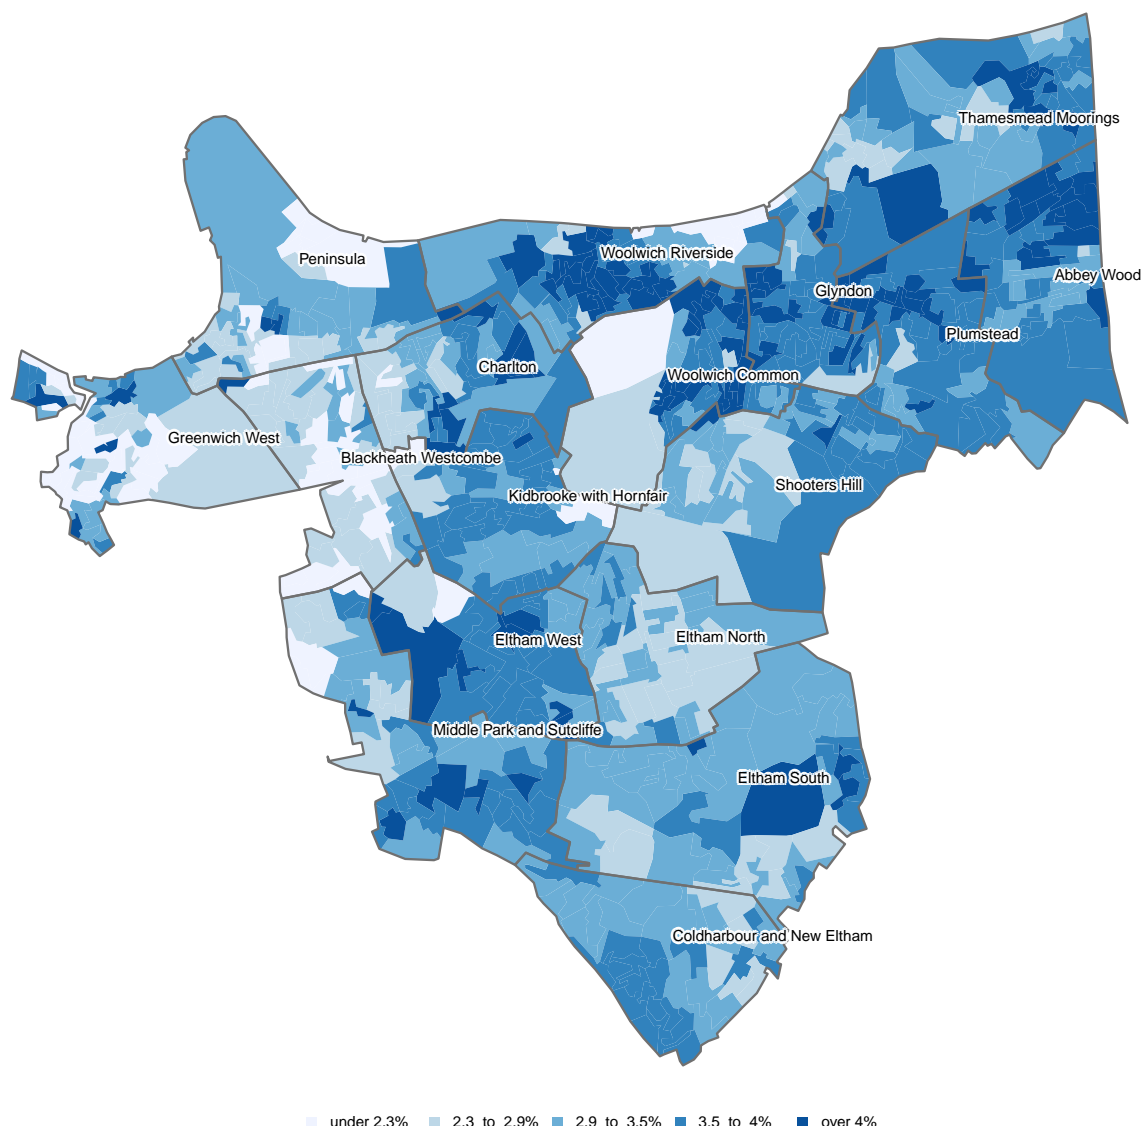 Thamesmead Moorings
Woolwich Riverside
Peninsula
Abbey Wood
Glyndon
Plumstead
Charlton
Woolwich Common
Greenwich West
Blackheath Westcombe
Shooters Hill
Kidbrooke with Hornfair
Eltham West
Eltham North
Middle Park and Sutcliffe
Eltham South
Coldharbour and New Eltham
under 2.3% 2.3 to 2.9% 2.9 to 3.5% 3.5 to 4% over 4%